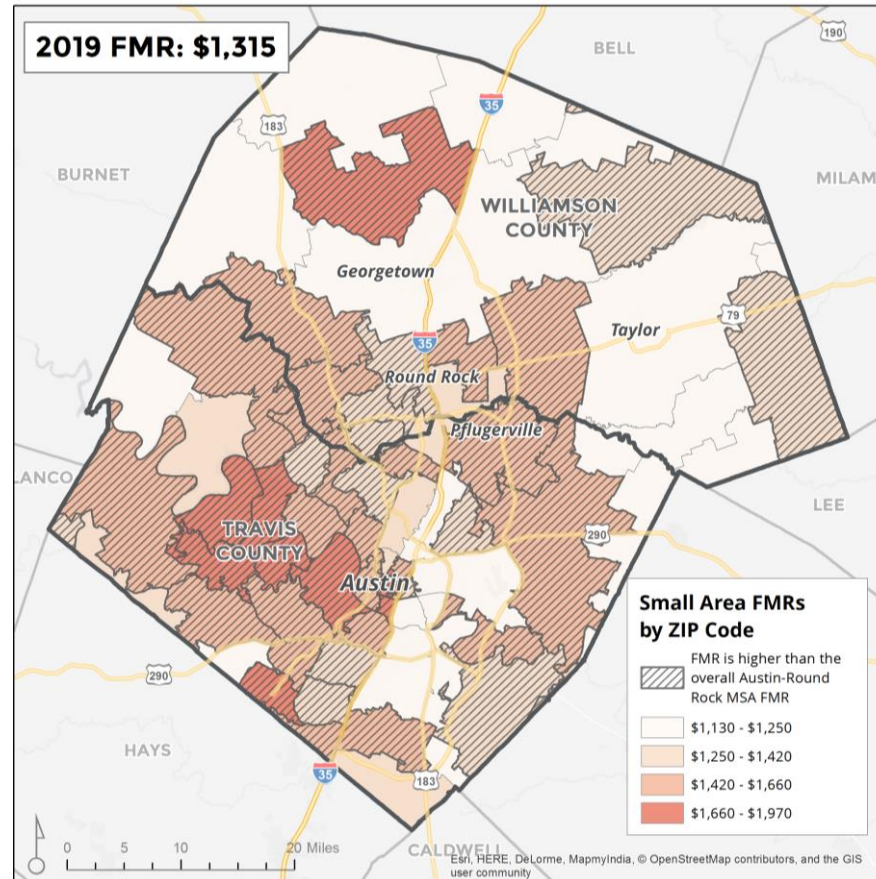 2019 FMR: $1,315
BELL
190
35
183
BURNET
MILAM
WILLIAMSON
COUNTY
Georgetown
79
Taylor
35
Round Rock
Pflugerville
LANCO
LEE
TRAVIS
COUNTY
290
Austin
Small Area FMRs
by ZIP Code
FMR is higher than the
overall Austin-Round
Rock MSA FMR
290
$1,130 - $1,250
HAYS
$1,250 - $1,420
$1,420 - $1,660
35
183
$1,660 - $1,970
0 5 10 20 Miles
CALDWELL
Esri, HERE, DeLorme, MapmyIndia, © OpenStreetMap contributors, and the GIS
user community